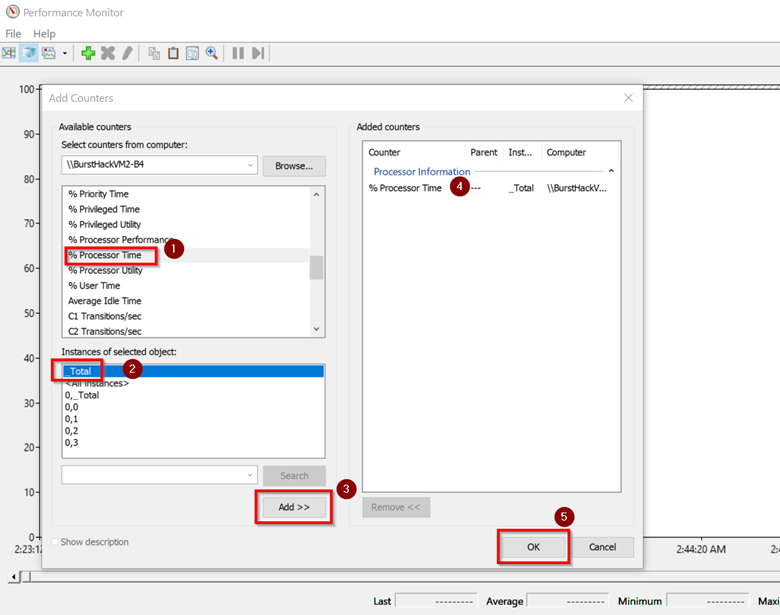 Performance Monitor
File Help
100
90
80
70
60
50
40
30
20
10
0
Add Counters
Available counters
Select counters from computer:
\\BurstHackVM2-B4
Browse...
% Priority Time
% Privileged Time
% Privileged Utility
% Processor Performance
% Processor Time
1
% Processor Utility
% User Time
Average Idle Time
C1 Transitions/sec
C2 Transitions/sec
Instances of selected object:
_Total
2
<All instances>
0,_Total
0,0
0,1
0,2
0,3
Search
Add >>
3
Show description
Added counters
Counter Parent Inst... Computer
Processor Information
% Processor Time 4 --- _Total \\BurstHackV...
Remove <<
5
OK
Cancel
2:23:1
2:44:20 AM
2:4
Last --------- Average --------- Minimum --------- Maxi